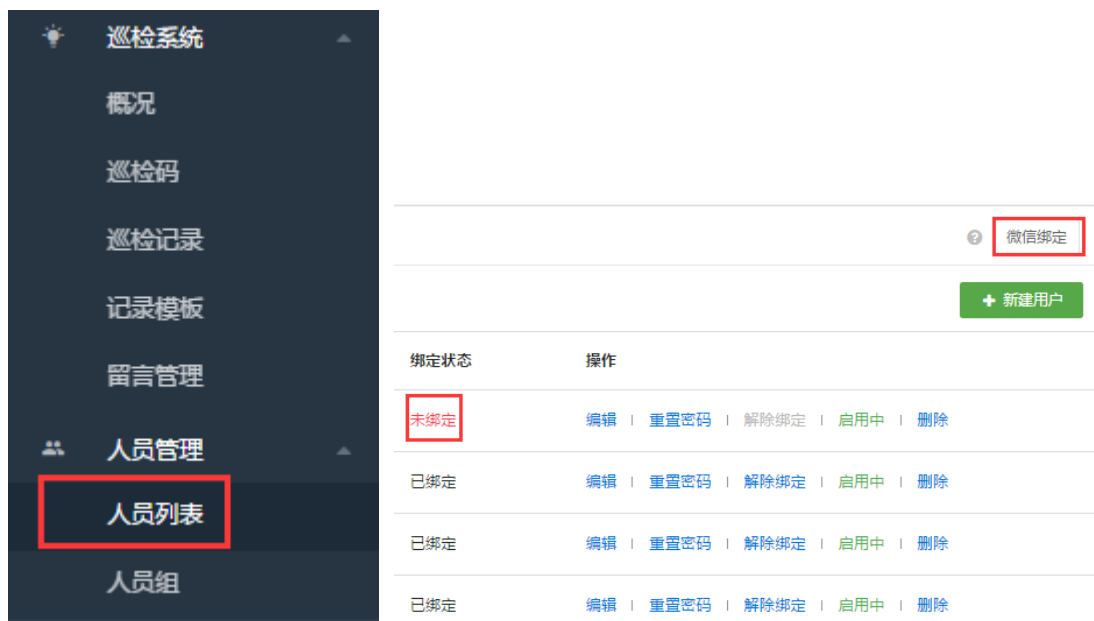 巡检系统
概况
巡检码
巡检记录
记录模板
留言管理
人员管理
人员列表
人员组
? 微信绑定
+ 新建用户
绑定状态 操作
未绑定 编辑 | 重置密码 | 解除绑定 | 启用中 | 删除
已绑定 编辑 | 重置密码 | 解除绑定 | 启用中 | 删除
已绑定 编辑 | 重置密码 | 解除绑定 | 启用中 | 删除
已绑定 编辑 | 重置密码 | 解除绑定 | 启用中 | 删除